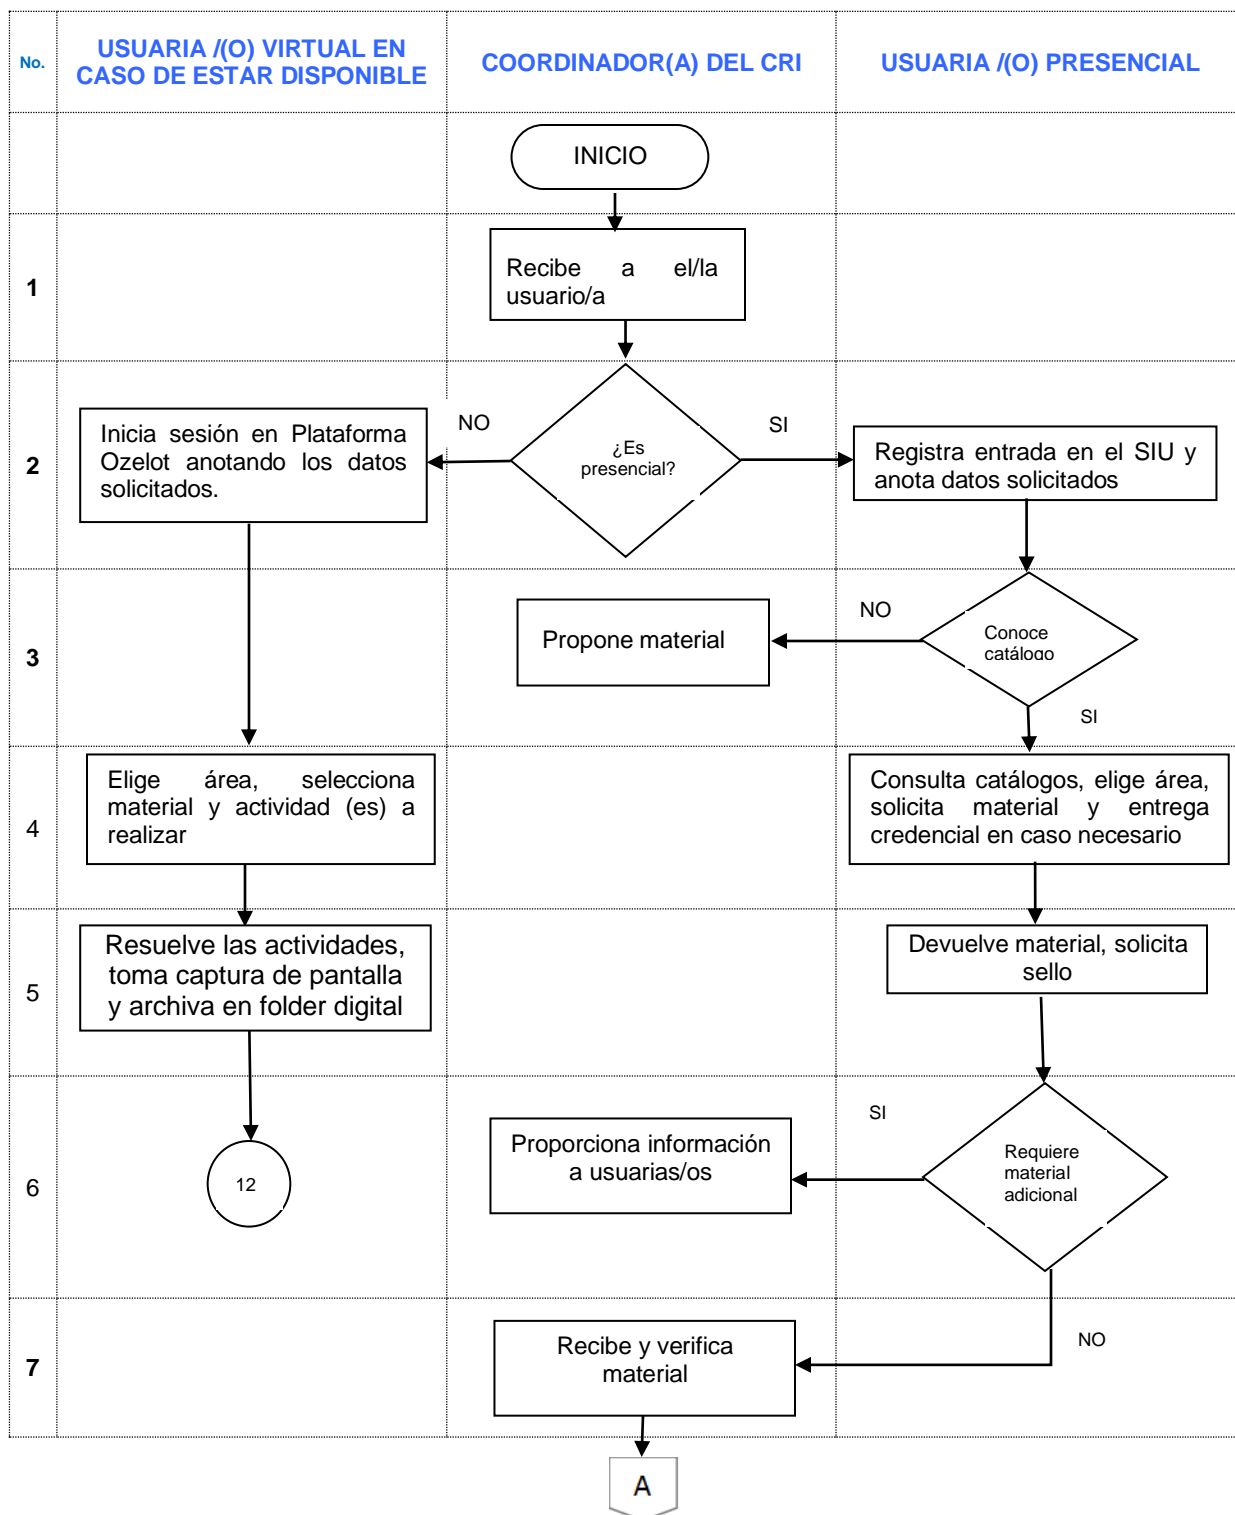 No.
USUARIA /(O) VIRTUAL EN
CASO DE ESTAR DISPONIBLE
COORDINADOR(A) DEL CRI
USUARIA /(O) PRESENCIAL
INICIO
1
Recibe a el/la
usuario/a
2
Inicia sesión en Plataforma
Ozelot anotando los datos
solicitados.
NO
¿Es
presencial?
SI
Registra entrada en el SIU y
anota datos solicitados
3
Propone material
NO
Conoce
catálogo
SI
4
Elige área, selecciona
material y actividad (es) a
realizar
Consulta catálogos, elige área,
solicita material y entrega
credencial en caso necesario
5
Resuelve las actividades,
toma captura de pantalla
y archiva en folder digital
Devuelve material, solicita
sello
6
12
Proporciona información
a usuarias/os
SI
Requiere
material
adicional
7
Recibe y verifica
material
NO
A